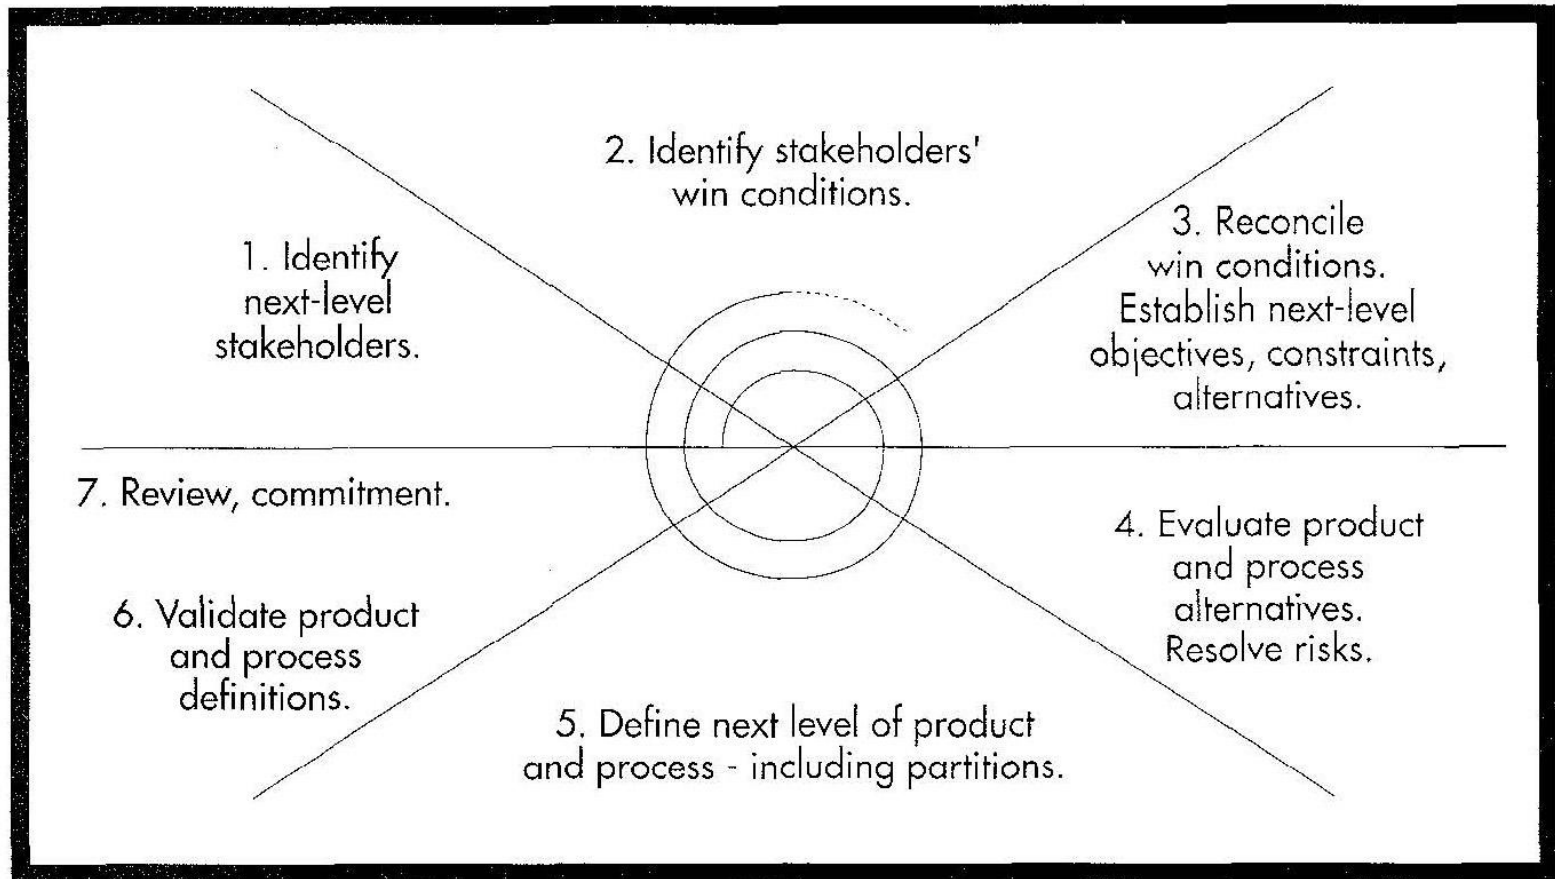 2. Identify stakeholders'
win conditions.
1. Identify
next-level
stakeholders.
3. Reconcile
win conditions.
Establish next-level
objectives, constraints,
alternatives.
7. Review, commitment.
4. Evaluate product
and process
alternatives.
Resolve risks.
6. Validate product
and process
definitions.
5. Define next level of product
and process - including partitions.